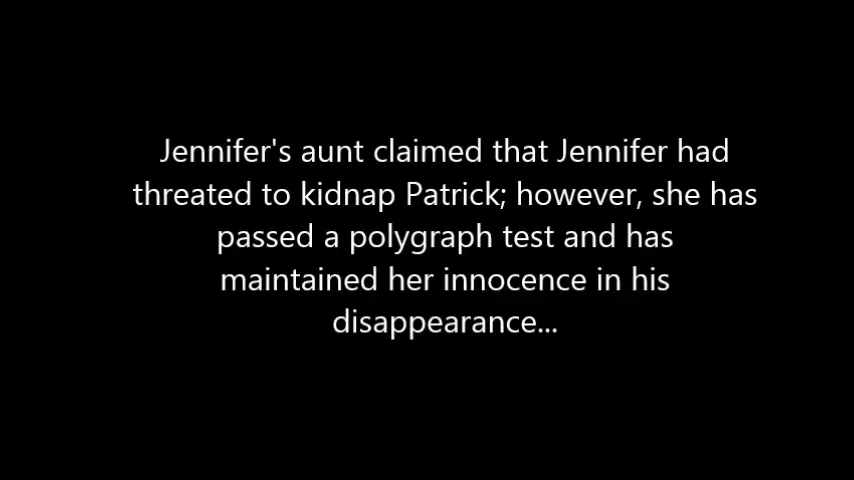 Jennifer's aunt claimed that Jennifer had
threated to kidnap Patrick; however, she has
passed a polygraph test and has
maintained her innocence in his
disappearance...